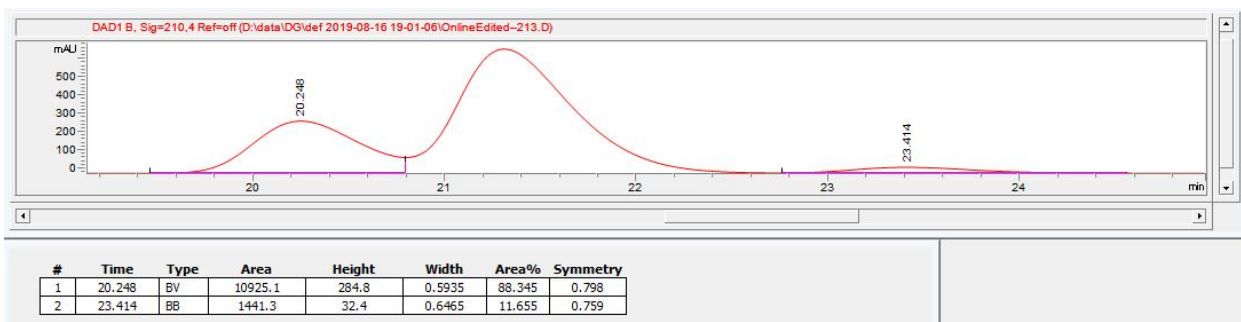 DAD1 B, Sig=210,4 Ref=off (D:\data\DG\def 2019-08-16 19-01-06\OnlineEdited--213.D)
mAU
500
400
300
200
100
0
20.248
23.414
20 21 22 23 24 min
# Time Type Area Height Width Area% Symmetry
1 20.248 BV 10925.1 284.8 0.5935 88.345 0.798
2 23.414 BB 1441.3 32.4 0.6465 11.655 0.759